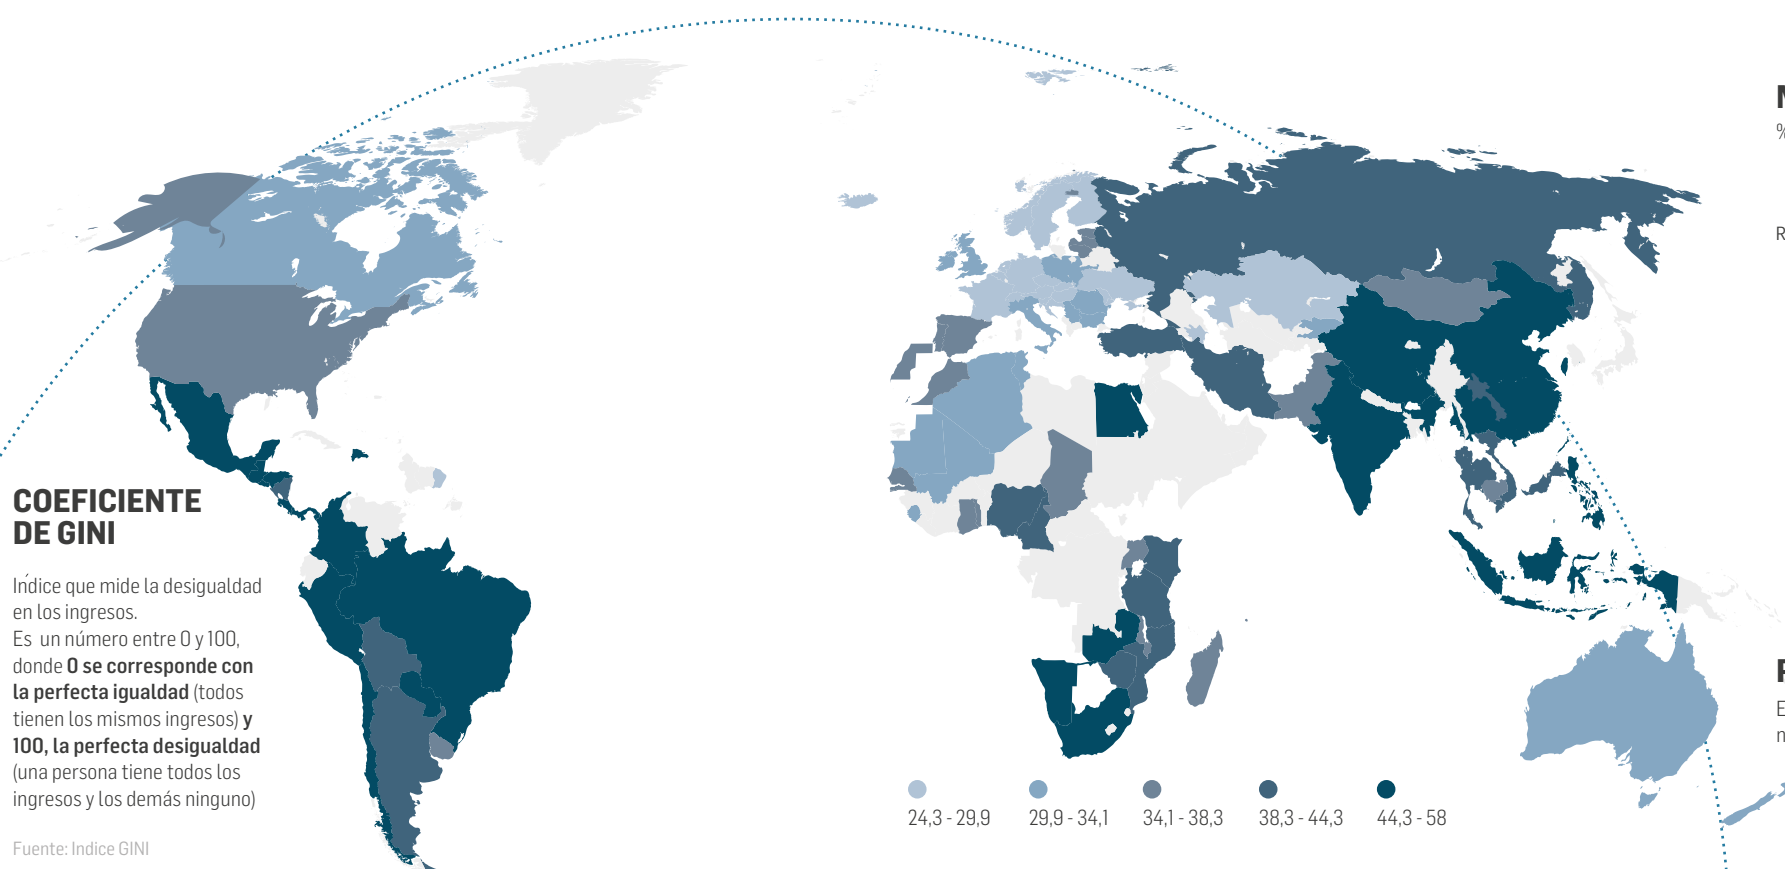 COEFICIENTE
DE GINI
Índice que mide la desigualdad
en los ingresos.
Es un número entre 0 y 100,
donde 0 se corresponde con
la perfecta igualdad (todos
tienen los mismos ingresos) y
100, la perfecta desigualdad
(una persona tiene todos los
ingresos y los demás ninguno)
Fuente: Indice GINI
24,3 - 29,9
29,9 - 34,1
34,1 - 38,3
38,3 - 44,3
44,3 - 58
%